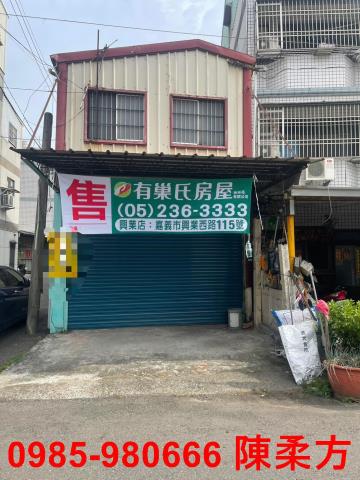 售
有巢氏房屋
(05)236-3333
興業店：嘉義市興業西路115號
0985-980666 陳柔方